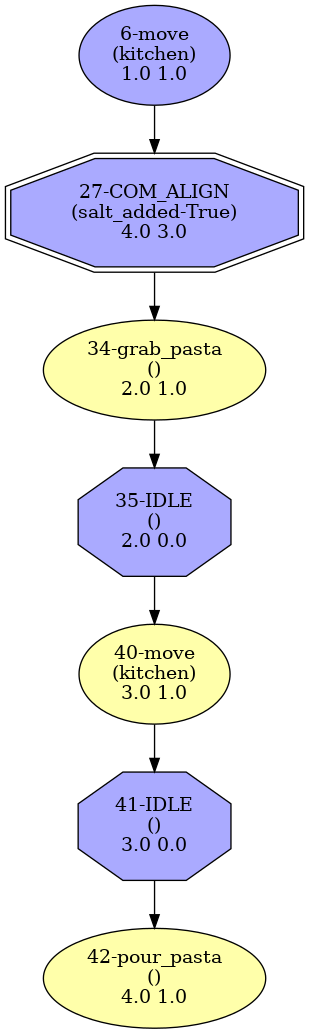 6-move
(kitchen)
1.0 1.0
27-COM_ALIGN
(salt_added-True)
4.0 3.0
34-grab_pasta
()
2.0 1.0
35-IDLE
()
2.0 0.0
40-move
(kitchen)
3.0 1.0
41-IDLE
()
3.0 0.0
42-pour_pasta
()
4.0 1.0